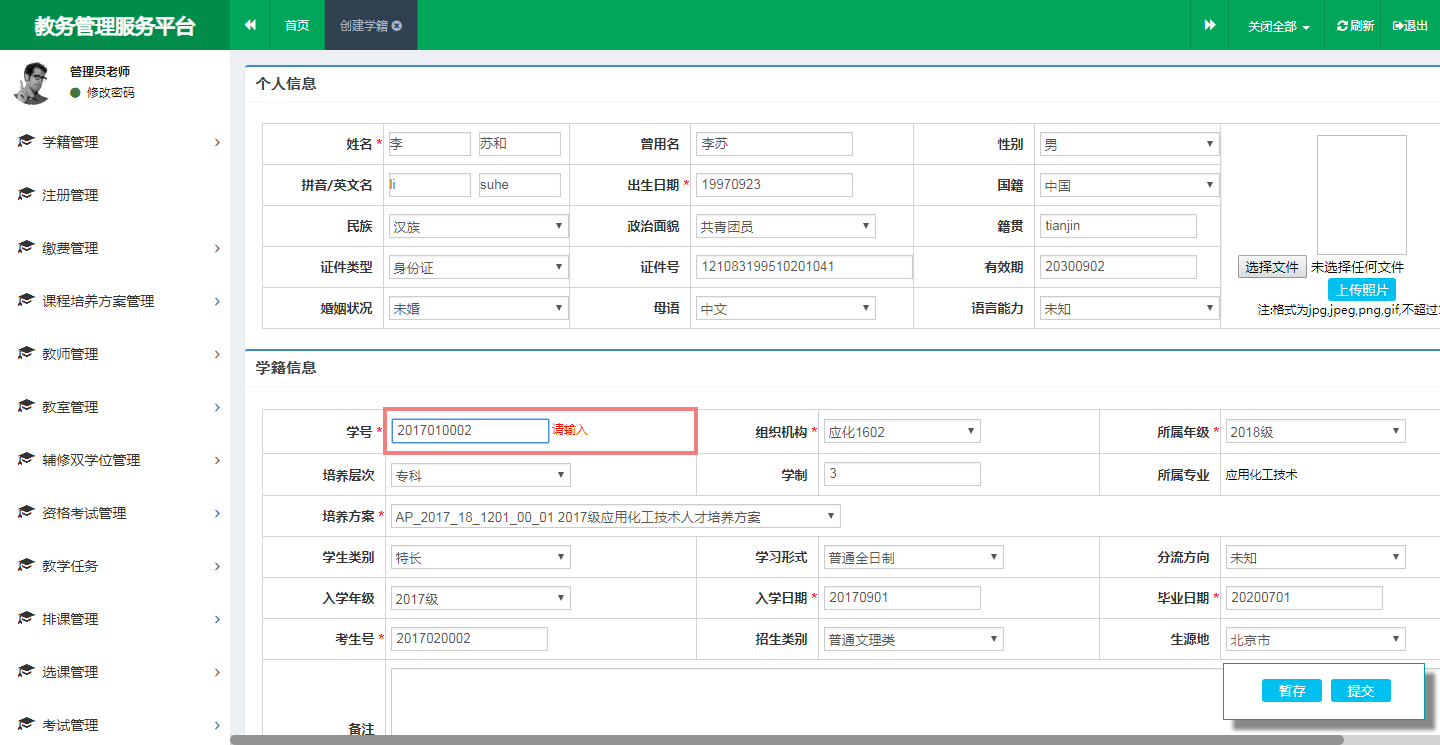 教务管理服务平台 首页 创建学籍 关闭全部 刷新 退出
管理员老师
修改密码
学籍管理
注册管理
缴费管理
课程培养方案管理
教师管理
教室管理
辅修双学位管理
资格考试管理
教学任务
排课管理
选课管理
考试管理
个人信息
姓名 * 李 苏和 曾用名 李苏 性别 男
拼音/英文名 li suhe 出生日期 * 19970923 国籍 中国
民族 汉族 政治面貌 共青团员 籍贯 tianjin
证件类型 身份证 证件号 121083199510201041 有效期 20300902
婚姻状况 未婚 母语 中文 语言能力 未知
选择文件 未选择任何文件
上传照片
注:格式为jpg,jpeg,png,gif,不超过
学籍信息
学号 * 2017010002 请输入 组织机构 * 应化1602 所属年级 * 2018级
培养层次 专科 学制 3 所属专业 应用化工技术
培养方案 * AP_2017_18_1201_00_01 2017级应用化工技术人才培养方案
学生类别 特长 学习形式 普通全日制 分流方向 未知
入学年级 2017级 入学日期 * 20170901 毕业日期 * 20200701
考生号 * 2017020002 招生类别 普通文理类 生源地 北京市
备注
暂存 提交